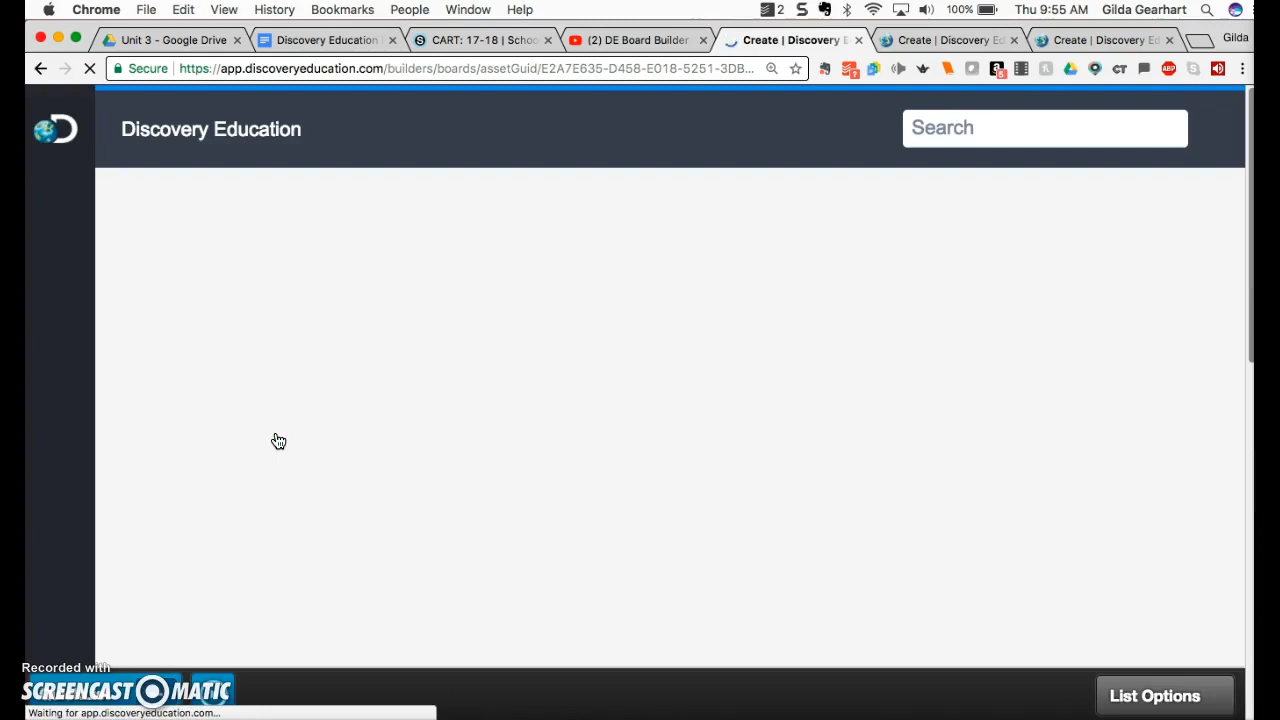 Chrome File Edit View History Bookmarks People Window Help 2 100% Thu 9:55 AM Gilda Gearhart
Unit 3 - Google Drive Discovery Education CART: 17-18 | Schoo (2) DE Board Builder Create | Discovery E Create | Discovery Ed Create | Discovery Ed Gilda
Secure https://app.discoveryeducation.com/builders/boards/assetGuid/E2A7E635-D458-E018-5251-3DB...
Discovery Education Search
Recorded with
SCREENCAST-O-MATIC
List Options
Waiting for app.discoveryeducation.com...